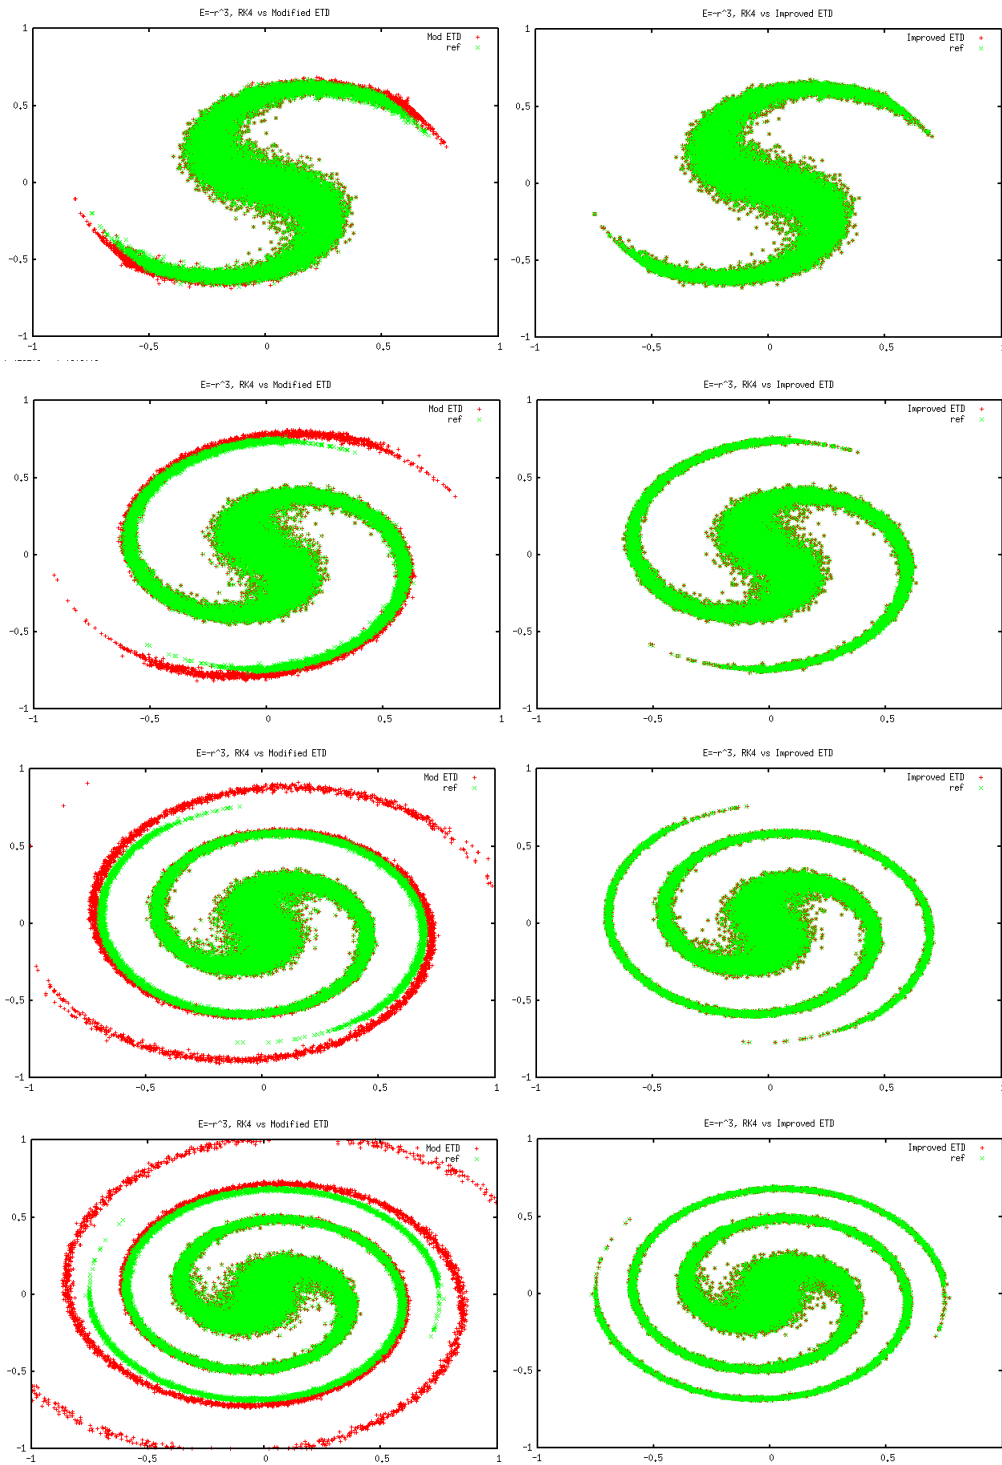 E=-r^3, RK4 vs Modified ETD
Mod ETD +
ref ×
1
0.5
0
-0.5
-1
-1 -0.5 0 0.5 1
E=-r^3, RK4 vs Improved ETD
Improved ETD +
ref ×
1
0.5
0
-0.5
-1
-1 -0.5 0 0.5 1
E=-r^3, RK4 vs Modified ETD
Mod ETD +
ref ×
1
0.5
0
-0.5
-1
-1 -0.5 0 0.5 1
E=-r^3, RK4 vs Improved ETD
Improved ETD +
ref ×
1
0.5
0
-0.5
-1
-1 -0.5 0 0.5 1
E=-r^3, RK4 vs Modified ETD
Mod ETD +
ref ×
1
0.5
0
-0.5
-1
-1 -0.5 0 0.5 1
E=-r^3, RK4 vs Improved ETD
Improved ETD +
ref ×
1
0.5
0
-0.5
-1
-1 -0.5 0 0.5 1
E=-r^3, RK4 vs Modified ETD
Mod ETD +
ref ×
1
0.5
0
-0.5
-1
-1 -0.5 0 0.5 1
E=-r^3, RK4 vs Improved ETD
Improved ETD +
ref ×
1
0.5
0
-0.5
-1
-1 -0.5 0 0.5 1